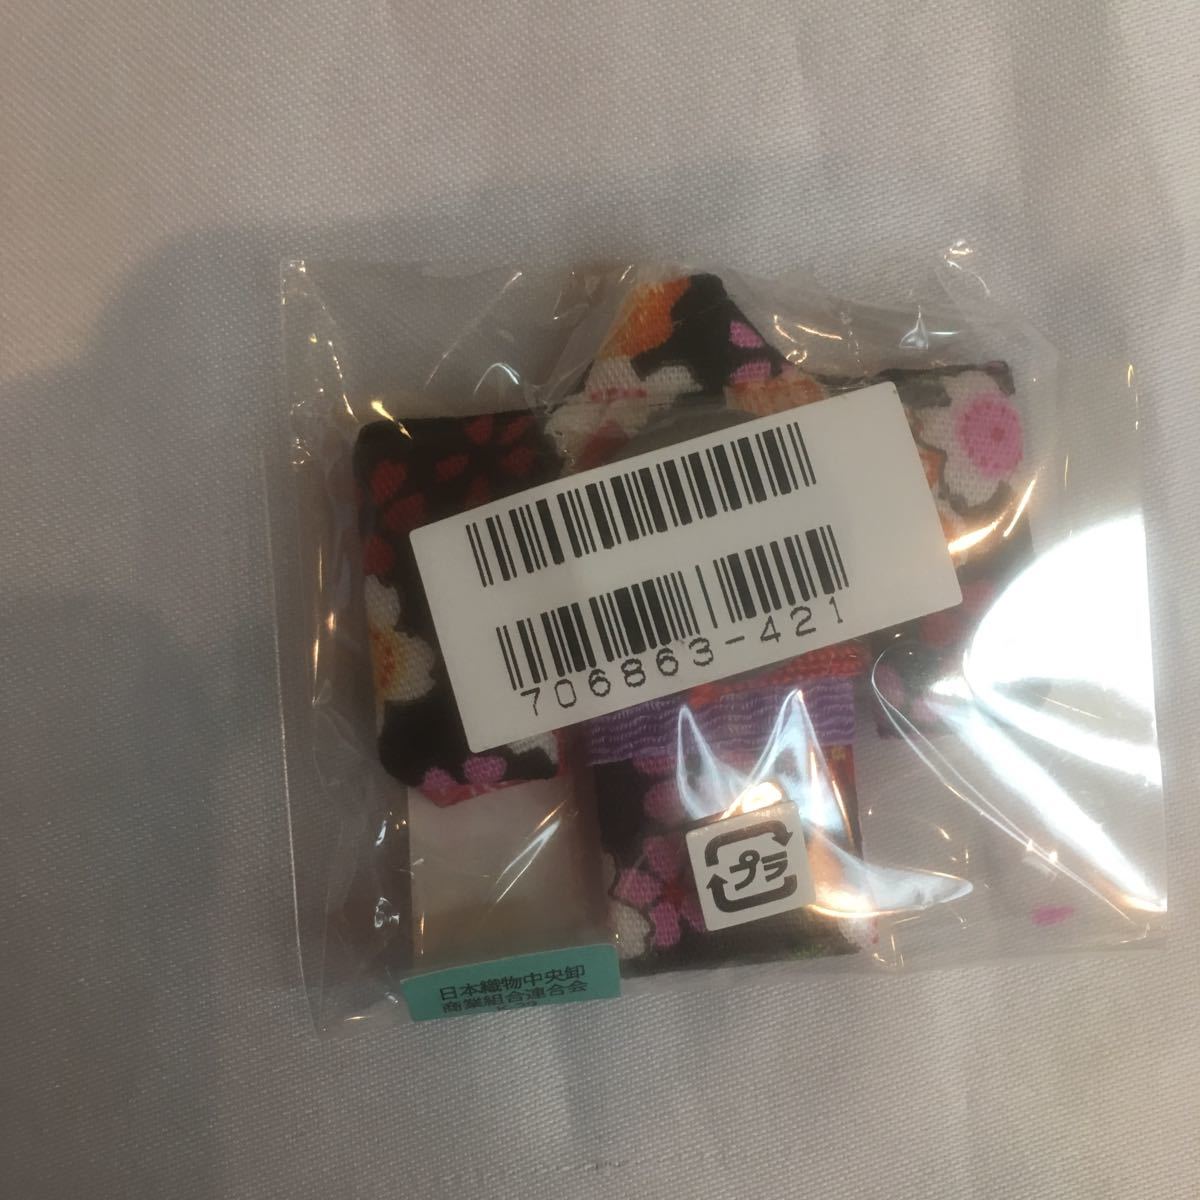 706863-421
プラ
日本織物中央卸
商業組合連合会